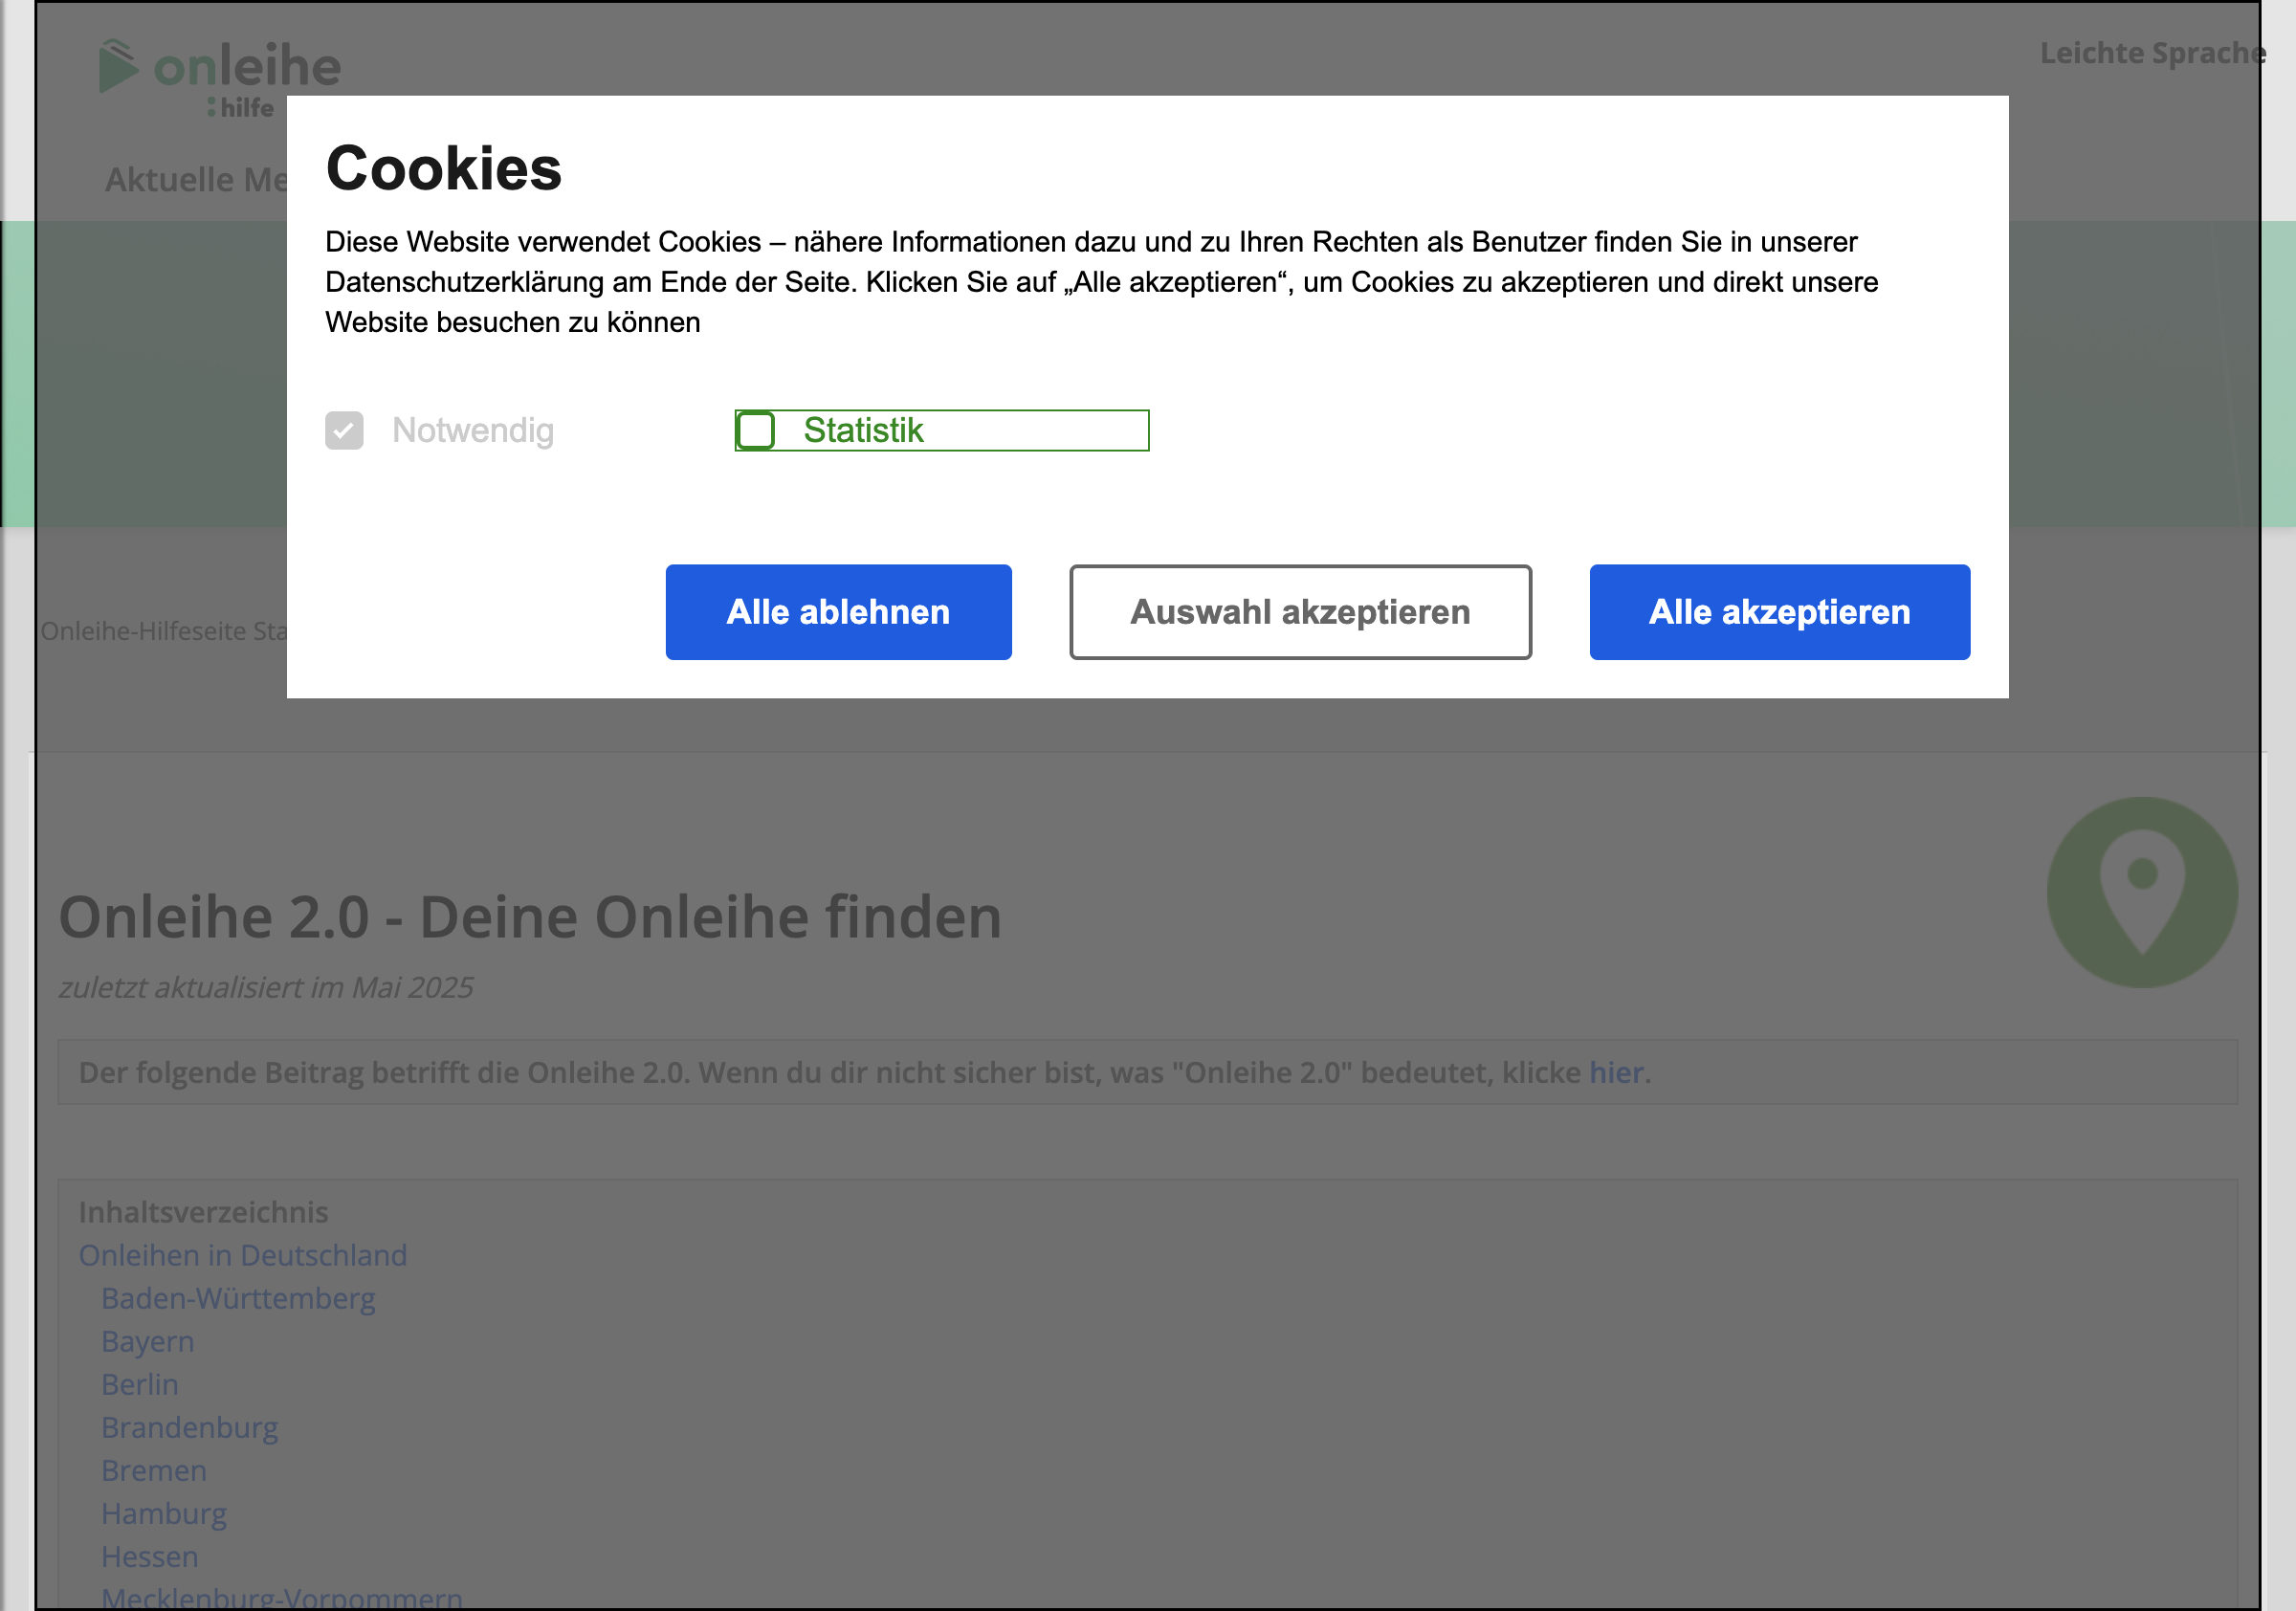 onleihe
:hilfe
Leichte Sprache
Aktuelle Me
Cookies
Diese Website verwendet Cookies – nähere Informationen dazu und zu Ihren Rechten als Benutzer finden Sie in unserer
Datenschutzerklärung am Ende der Seite. Klicken Sie auf „Alle akzeptieren“, um Cookies zu akzeptieren und direkt unsere
Website besuchen zu können
Notwendig
Statistik
Alle ablehnen
Auswahl akzeptieren
Alle akzeptieren
Onleihe-Hilfeseite Sta
Onleihe 2.0 - Deine Onleihe finden
zuletzt aktualisiert im Mai 2025
Der folgende Beitrag betrifft die Onleihe 2.0. Wenn du dir nicht sicher bist, was "Onleihe 2.0" bedeutet, klicke hier.
Inhaltsverzeichnis
Onleihen in Deutschland
Baden-Württemberg
Bayern
Berlin
Brandenburg
Bremen
Hamburg
Hessen
Mecklenburg-Vorpommern